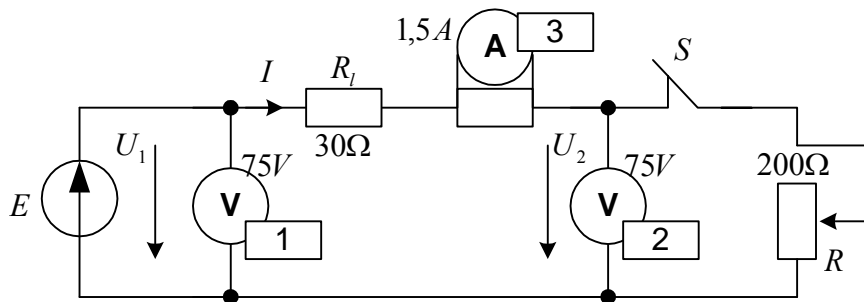 1,5A
A
3
S
I
R_l
U_1
75V
30Ω
U_2
75V
200Ω
E
V
1
V
2
R